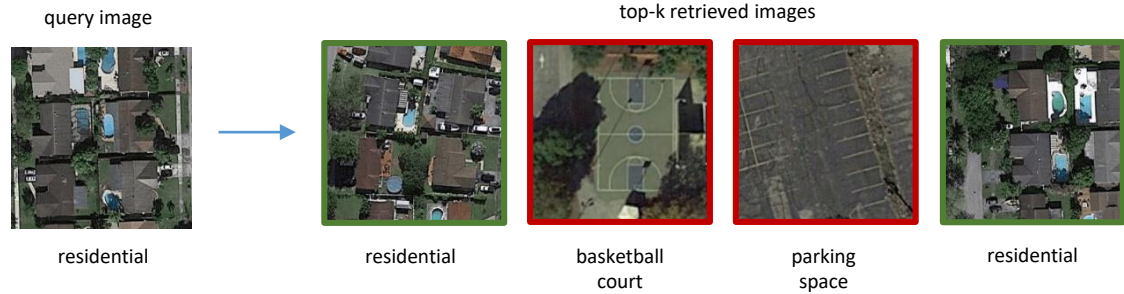 query image
top-k retrieved images
residential
residential
basketball
court
parking
space
residential